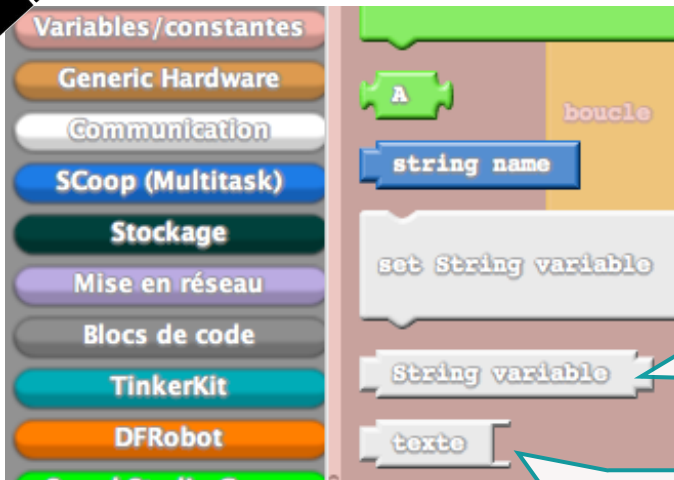 Variables/constantes
Generic Hardware
Communication
SCoop (Multitask)
Stockage
Mise en réseau
Blocs de code
TinkerKit
DFRobot
A
boucle
string name
set String variable
String variable
texte